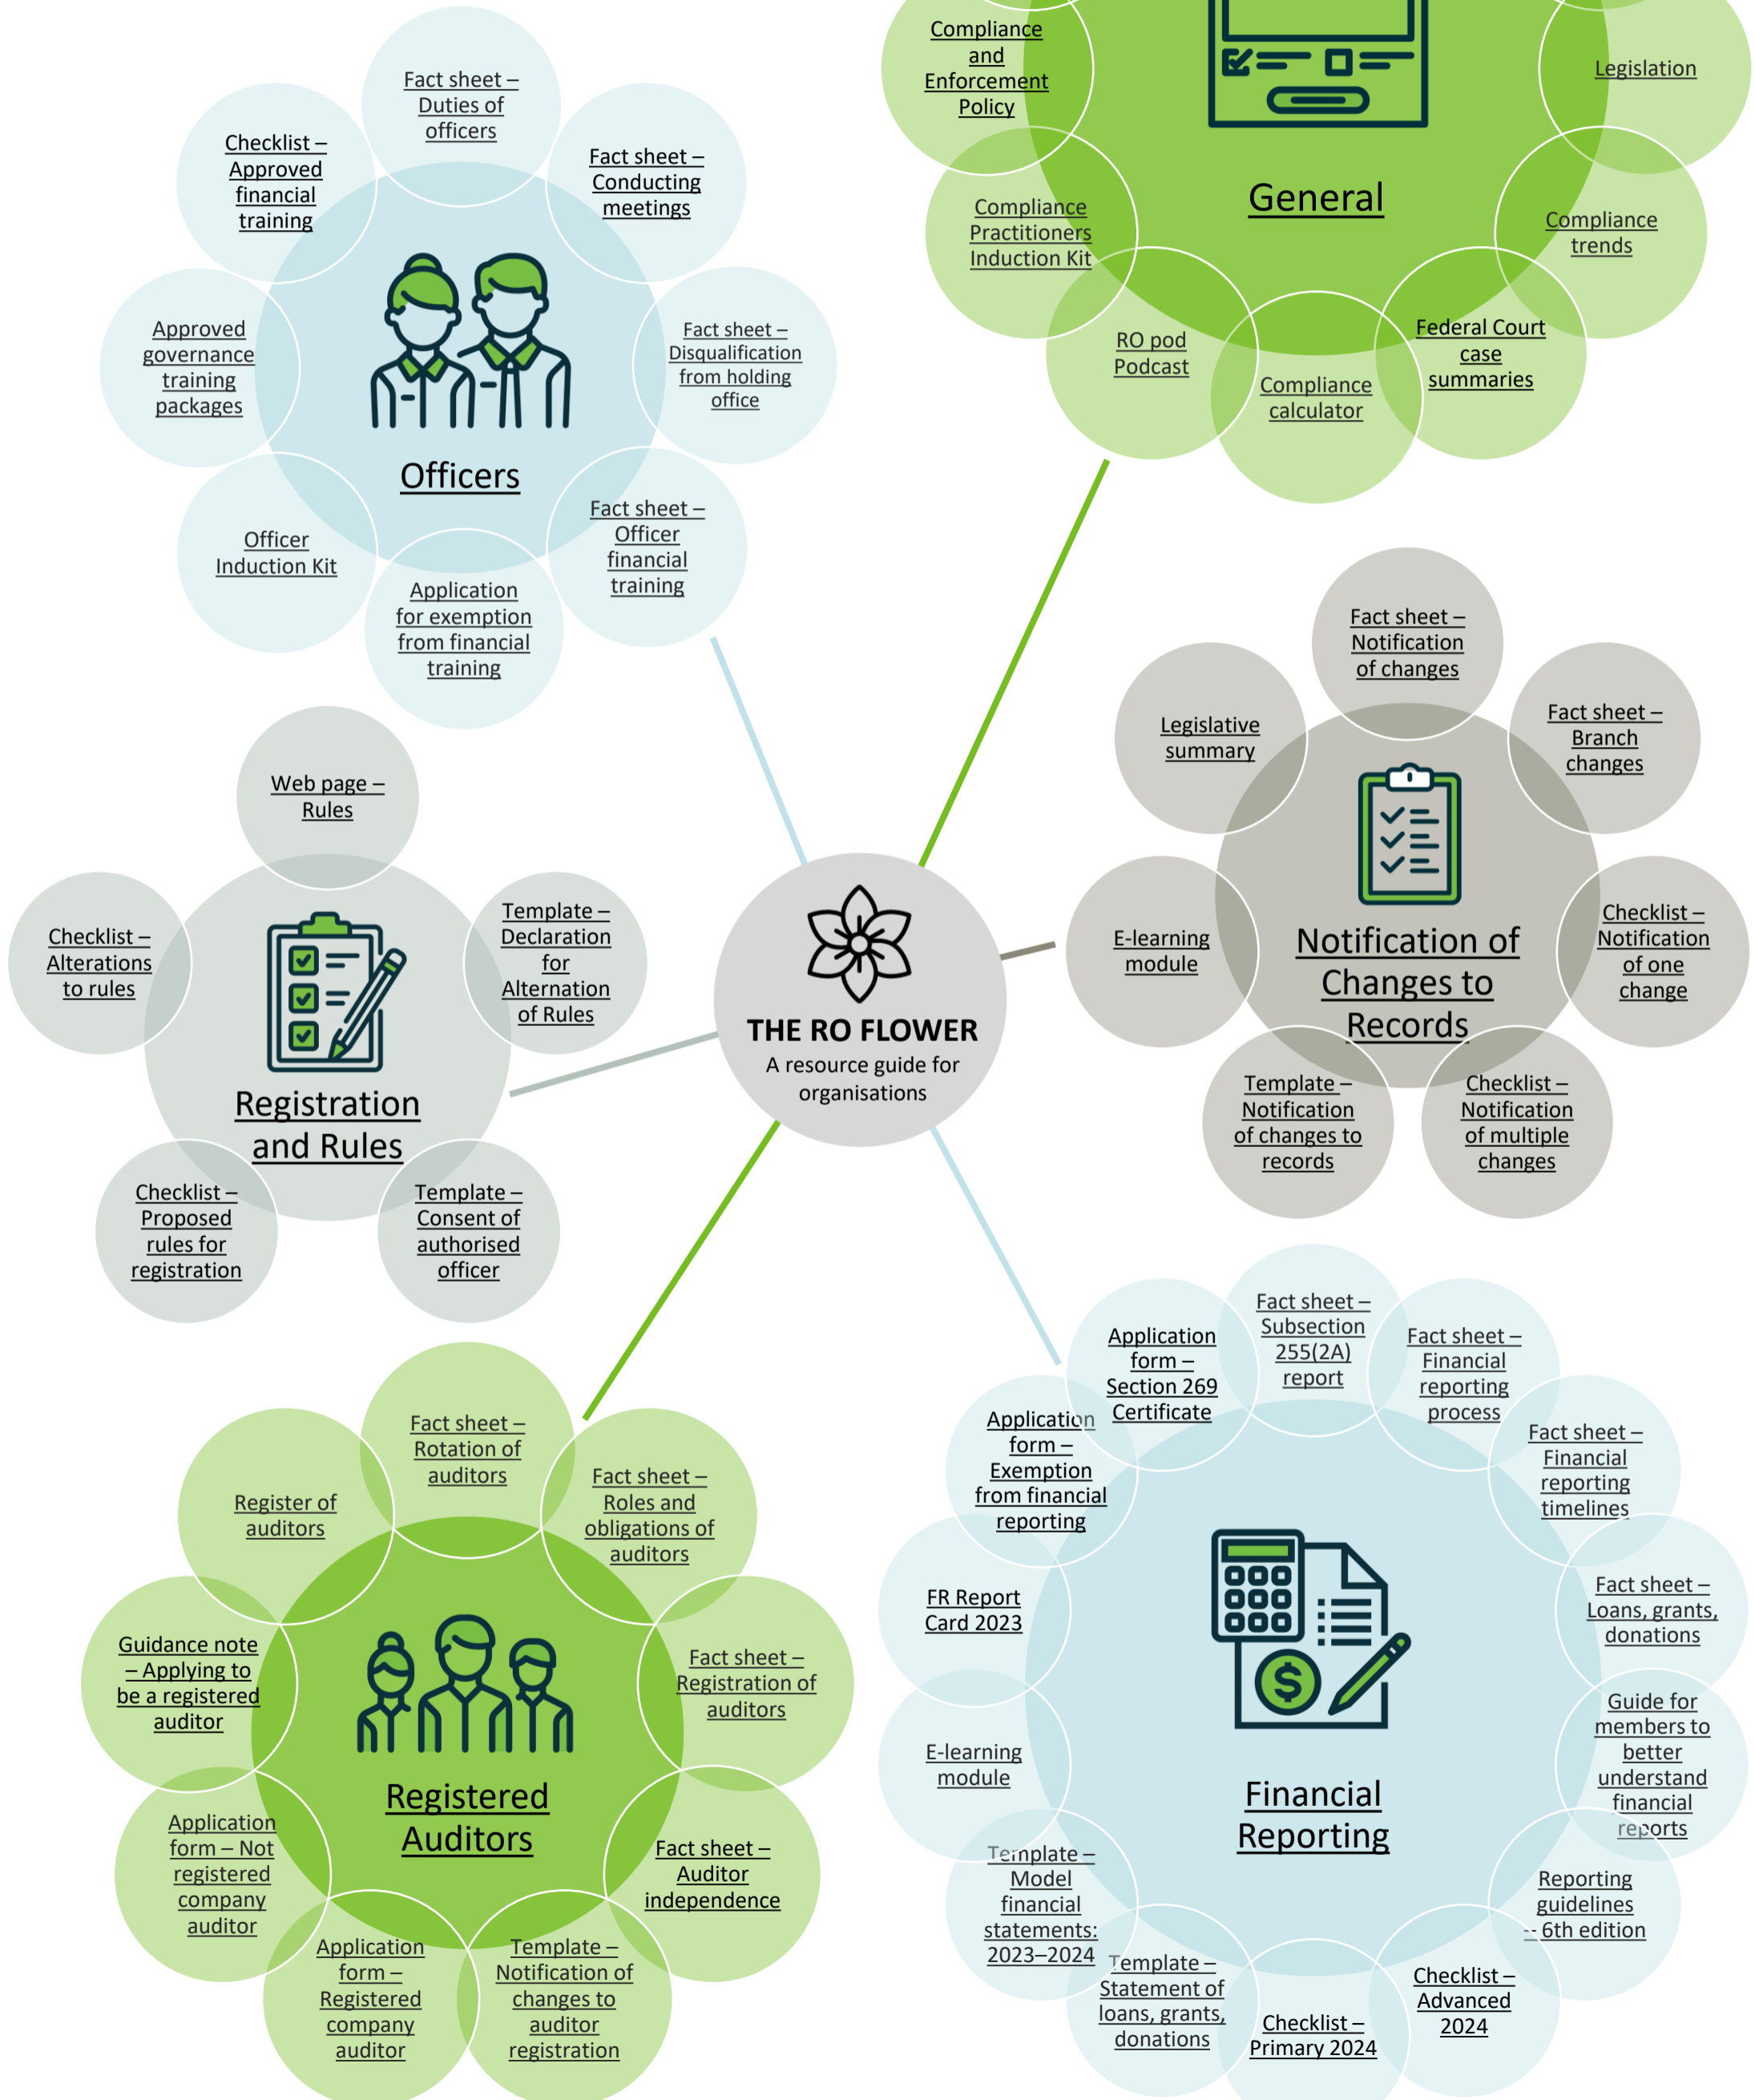 Fact sheet –
Duties of
officers
Checklist –
Approved
financial
training
Fact sheet –
Conducting
meetings
Approved
governance
training
packages
Fact sheet –
Disqualification
from holding
office
Officers
Officer
Induction Kit
Fact sheet –
Officer
financial
training
Application
for exemption
from financial
training
Compliance
and
Enforcement
Policy
Legislation
General
Compliance
Practitioners
Induction Kit
Compliance
trends
RO pod
Podcast
Compliance
calculator
Federal Court
case
summaries
Web page –
Rules
Checklist –
Alterations
to rules
Template –
Declaration
for
Alternation
of Rules
Registration
and Rules
Checklist –
Proposed
rules for
registration
Template –
Consent of
authorised
officer
THE RO FLOWER
A resource guide for
organisations
Fact sheet –
Notification
of changes
Legislative
summary
Fact sheet –
Branch
changes
E-learning
module
Notification of
Changes to
Records
Checklist –
Notification
of one
change
Template –
Notification
of changes to
records
Checklist –
Notification
of multiple
changes
Fact sheet –
Rotation of
auditors
Register of
auditors
Fact sheet –
Roles and
obligations of
auditors
Guidance note
– Applying to
be a registered
auditor
Fact sheet –
Registration of
auditors
Registered
Auditors
Application
form – Not
registered
company
auditor
Fact sheet –
Auditor
independence
Application
form –
Registered
company
auditor
Template –
Notification of
changes to
auditor
registration
Fact sheet –
Subsection
255(2A)
report
Application
form –
Section 269
Certificate
Fact sheet –
Financial
reporting
process
Application
form –
Exemption
from financial
reporting
Fact sheet –
Financial
reporting
timelines
FR Report
Card 2023
Fact sheet –
Loans, grants,
donations
E-learning
module
Guide for
members to
better
understand
financial
reports
Financial
Reporting
Template –
Model
financial
statements:
2023–2024
Reporting
guidelines
– 6th edition
Template –
Statement of
loans, grants,
donations
Checklist –
Primary 2024
Checklist –
Advanced
2024